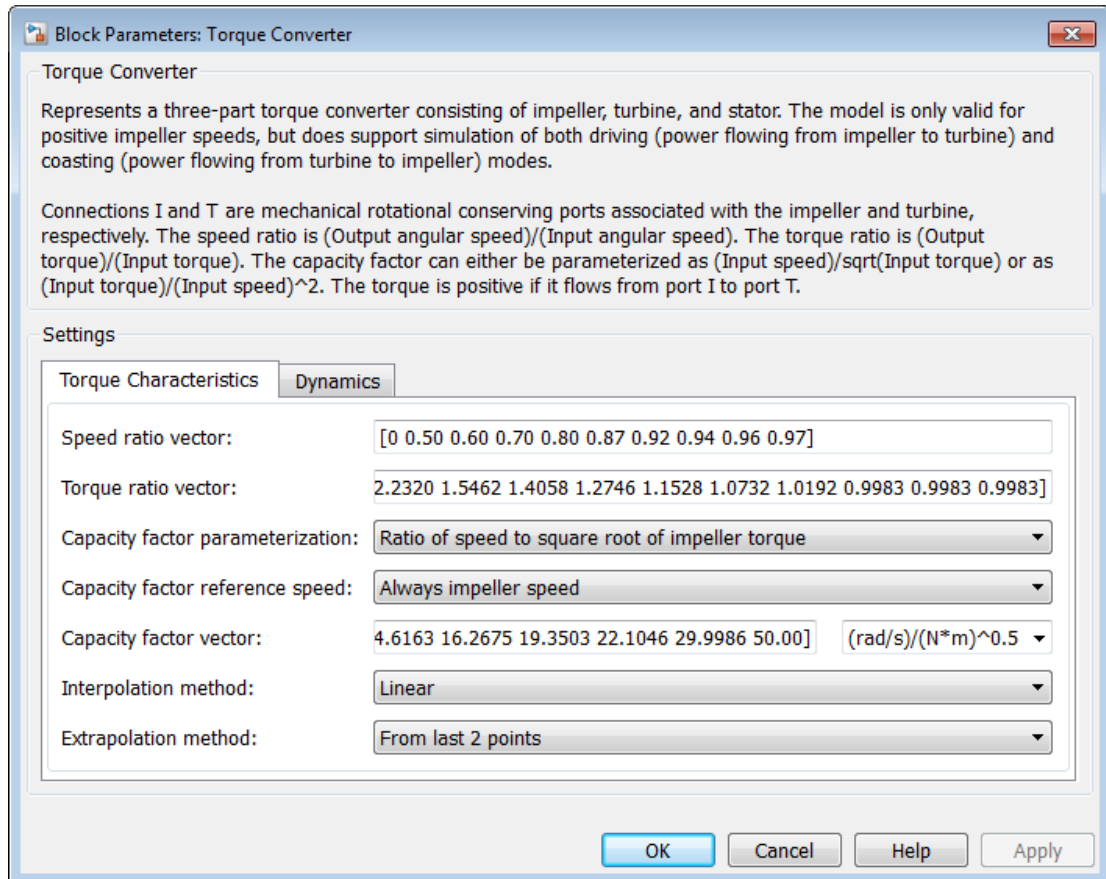 Block Parameters: Torque Converter
Torque Converter
Represents a three-part torque converter consisting of impeller, turbine, and stator. The model is only valid for
positive impeller speeds, but does support simulation of both driving (power flowing from impeller to turbine) and
coasting (power flowing from turbine to impeller) modes.
Connections I and T are mechanical rotational conserving ports associated with the impeller and turbine,
respectively. The speed ratio is (Output angular speed)/(Input angular speed). The torque ratio is (Output
torque)/(Input torque). The capacity factor can either be parameterized as (Input speed)/sqrt(Input torque) or as
(Input torque)/(Input speed)^2. The torque is positive if it flows from port I to port T.
Settings
Torque Characteristics Dynamics
Speed ratio vector: [0 0.50 0.60 0.70 0.80 0.87 0.92 0.94 0.96 0.97]
Torque ratio vector: 2.2320 1.5462 1.4058 1.2746 1.1528 1.0732 1.0192 0.9983 0.9983 0.9983]
Capacity factor parameterization: Ratio of speed to square root of impeller torque
Capacity factor reference speed: Always impeller speed
Capacity factor vector: 4.6163 16.2675 19.3503 22.1046 29.9986 50.00] (rad/s)/(N*m)^0.5
Interpolation method: Linear
Extrapolation method: From last 2 points
OK Cancel Help Apply